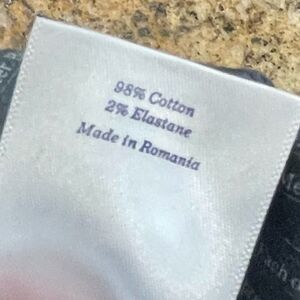 98% Cotton
2% Elastane
Made in Romania